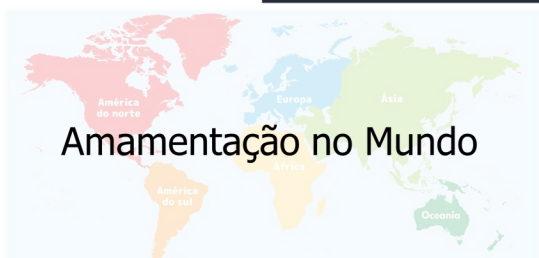 América
do norte
Europa
Ásia
Amamentação no Mundo
África
América
do sul
Oceania